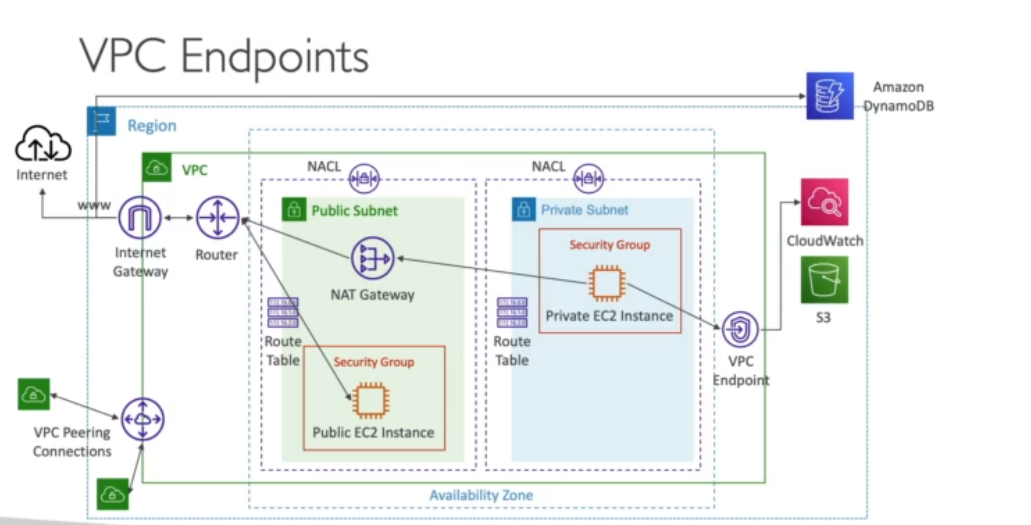 VPC Endpoints
Amazon
DynamoDB
Region
Internet
VPC
NACL
NACL
www
Public Subnet
Private Subnet
CloudWatch
Internet
Gateway
Router
NAT Gateway
Security Group
Private EC2 Instance
S3
Route
Table
Route
Table
VPC
Endpoint
Security Group
Public EC2 Instance
VPC Peering
Connections
Availability Zone